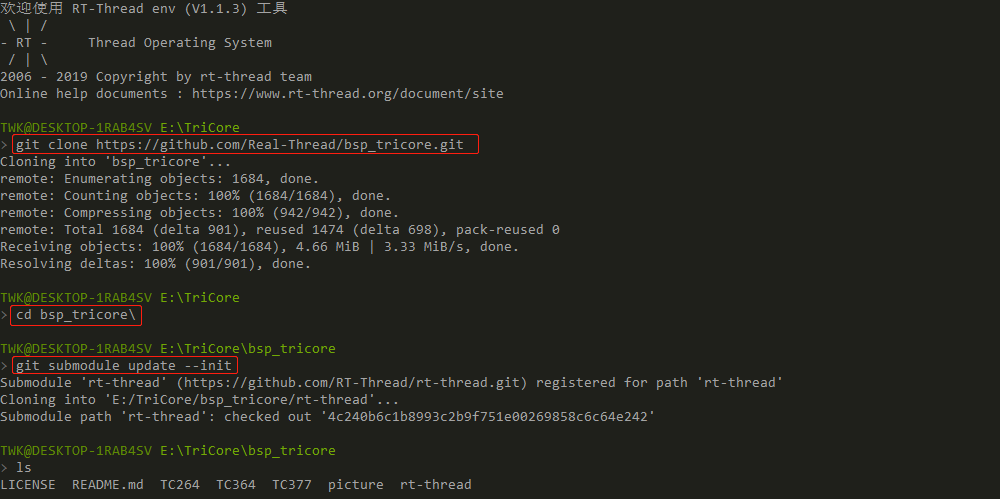 欢迎使用 RT-Thread env (V1.1.3) 工具
 \ | /
- RT -     Thread Operating System
 / | \
2006 - 2019 Copyright by rt-thread team
Online help documents : https://www.rt-thread.org/document/site
TWK@DESKTOP-1RAB4SV E:\TriCore
> git clone https://github.com/Real-Thread/bsp_tricore.git
Cloning into 'bsp_tricore'...
remote: Enumerating objects: 1684, done.
remote: Counting objects: 100% (1684/1684), done.
remote: Compressing objects: 100% (942/942), done.
remote: Total 1684 (delta 901), reused 1474 (delta 698), pack-reused 0
Receiving objects: 100% (1684/1684), 4.66 MiB | 3.33 MiB/s, done.
Resolving deltas: 100% (901/901), done.
TWK@DESKTOP-1RAB4SV E:\TriCore
> cd bsp_tricore\
TWK@DESKTOP-1RAB4SV E:\TriCore\bsp_tricore
> git submodule update --init
Submodule 'rt-thread' (https://github.com/RT-Thread/rt-thread.git) registered for path 'rt-thread'
Cloning into 'E:/TriCore/bsp_tricore/rt-thread'...
Submodule path 'rt-thread': checked out '4c240b6c1b8993c2b9f751e00269858c6c64e242'
TWK@DESKTOP-1RAB4SV E:\TriCore\bsp_tricore
> ls
LICENSE  README.md  TC264  TC364  TC377  picture  rt-thread